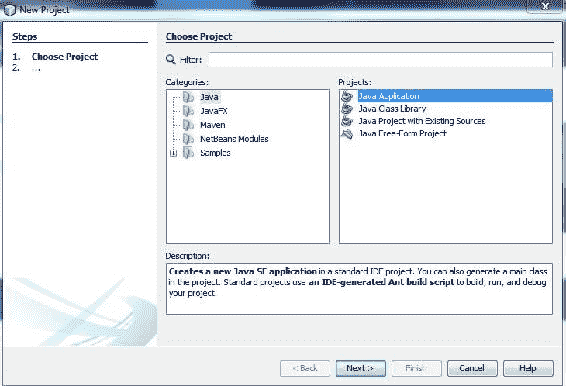 New Project
Steps
1. Choose Project
2. ...
Choose Project
Filter:
Categories:
Java
JavaFX
Maven
NetBeans Modules
Samples
Projects:
Java Application
Java Class Library
Java Project with Existing Sources
Java Free-Form Project
Description:
Creates a new Java SE application in a standard IDE project. You can also generate a main class
in the project. Standard projects use an IDE-generated Ant build script to build, run, and debug
your project.
< Back
Next >
Finish
Cancel
Help